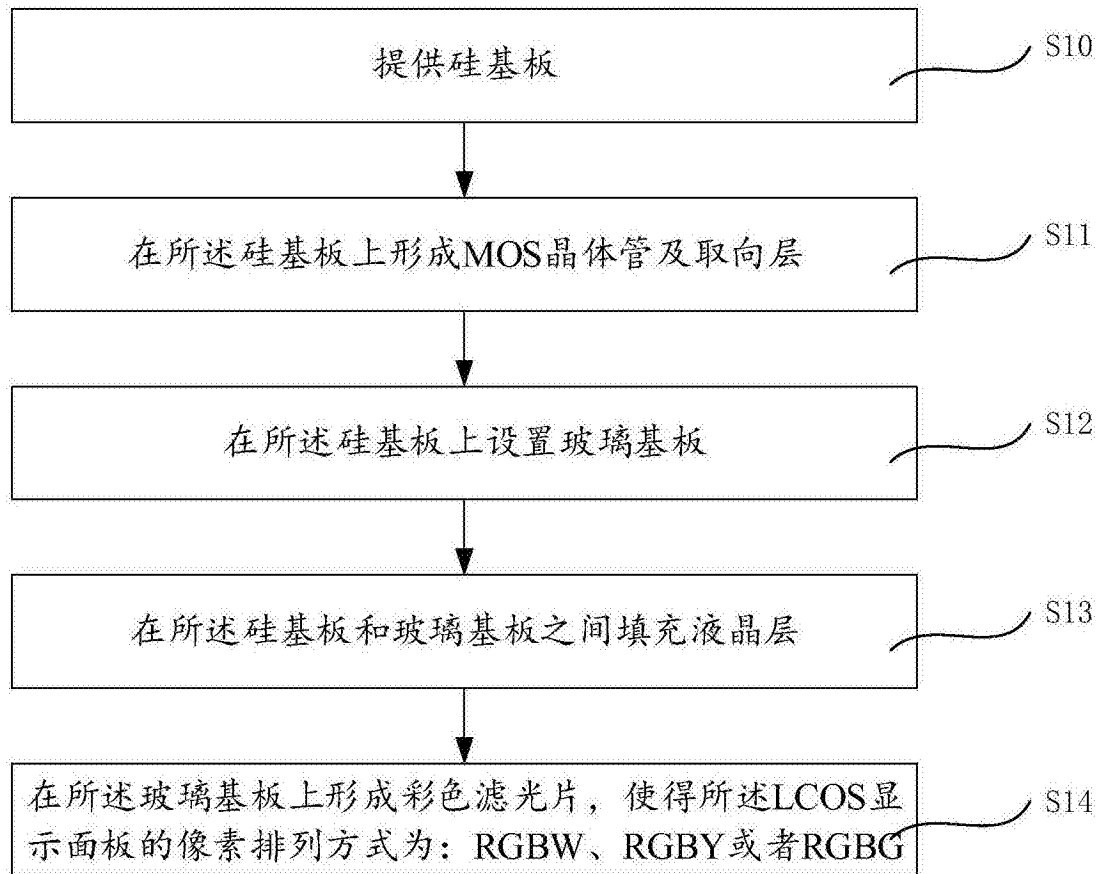 提供硅基板
S10
在所述硅基板上形成MOS晶体管及取向层
S11
在所述硅基板上设置玻璃基板
S12
在所述硅基板和玻璃基板之间填充液晶层
S13
在所述玻璃基板上形成彩色滤光片，使得所述LCOS显
示面板的像素排列方式为：RGBW、RGBY或者RGBG
S14